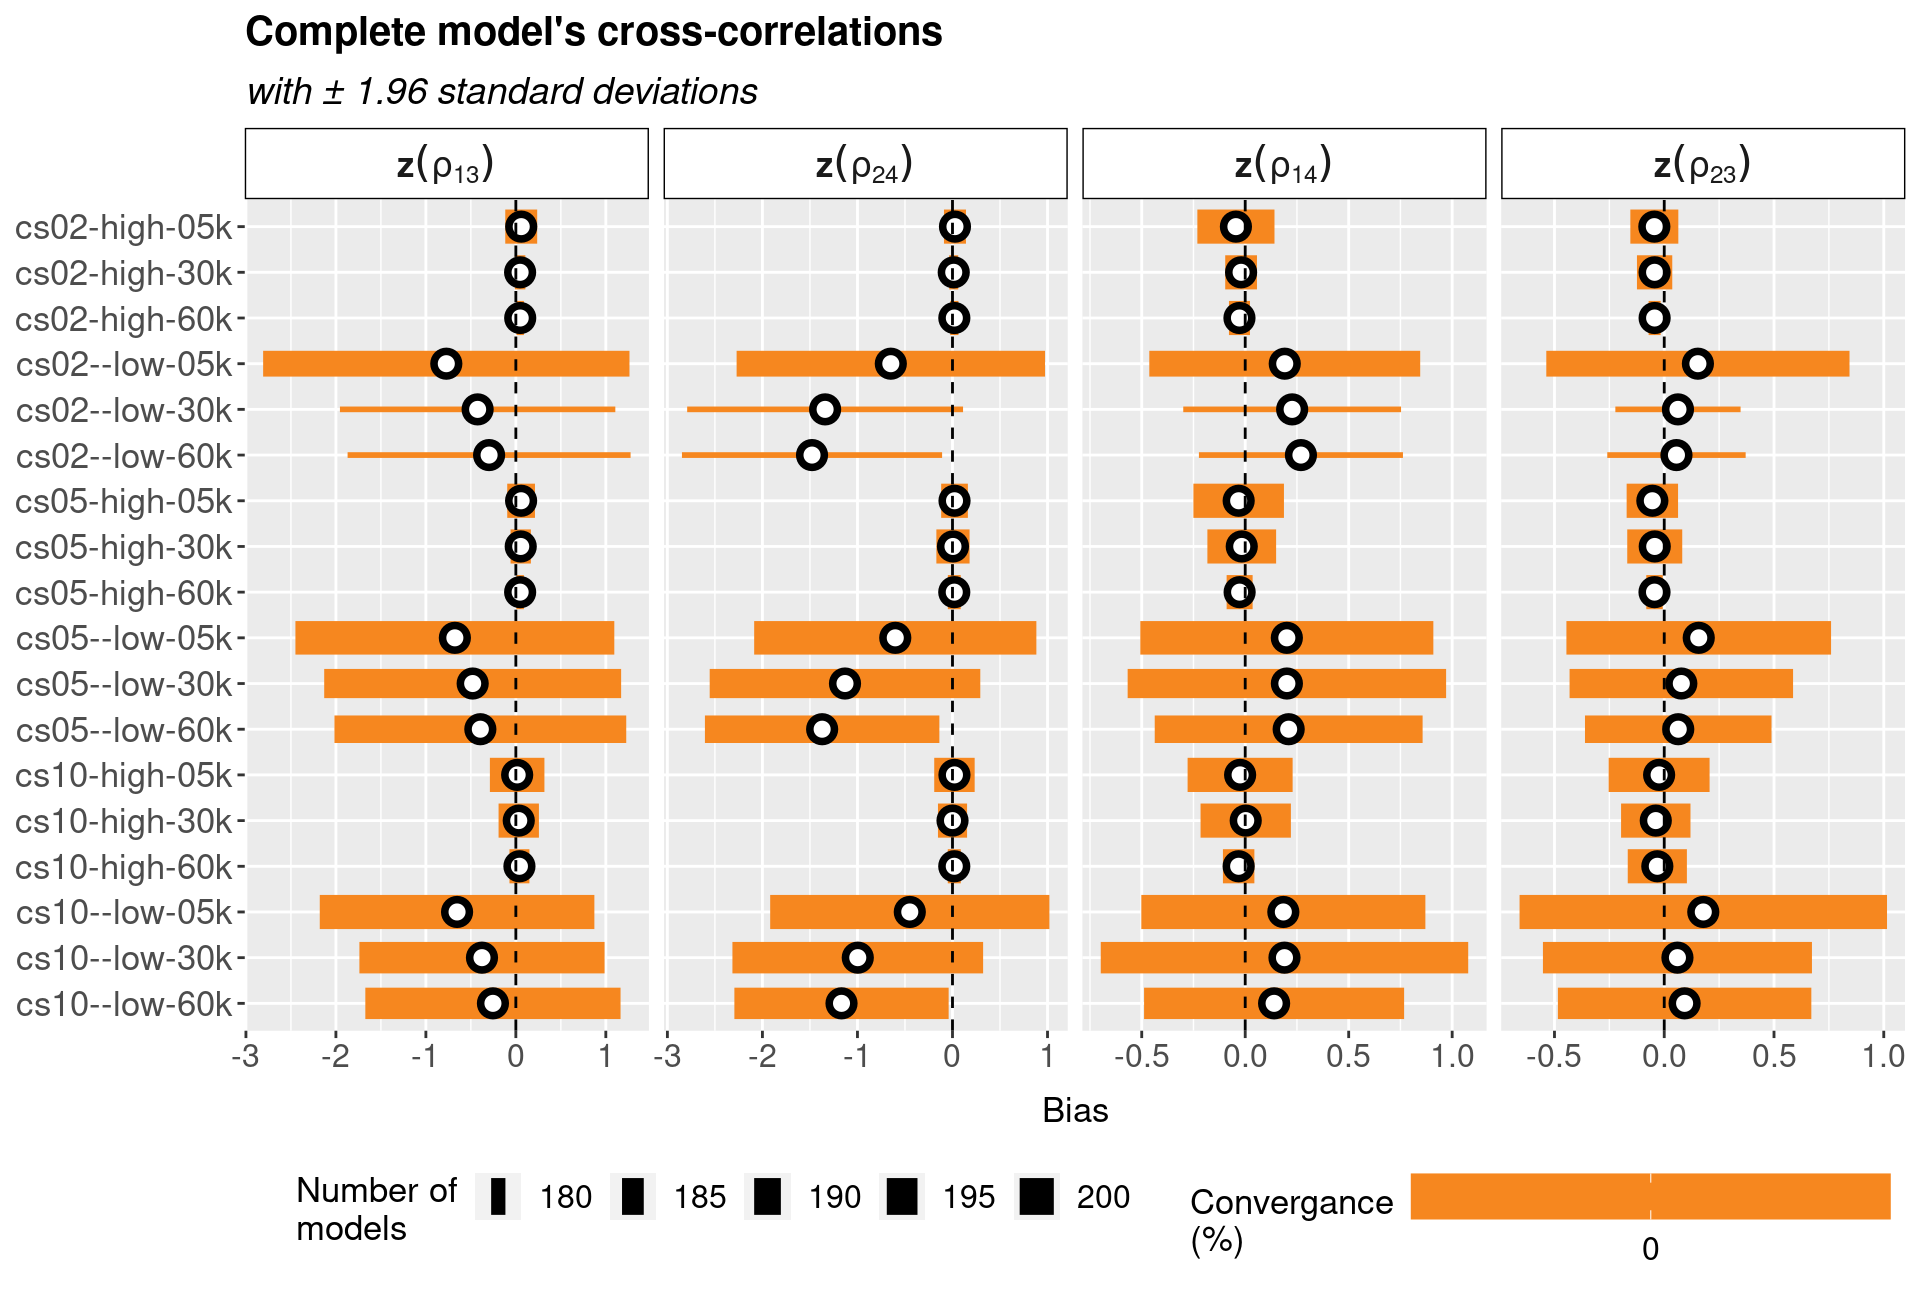 Complete model's cross-correlations
with ± 1.96 standard deviations
z(ρ13) z(ρ24) z(ρ14) z(ρ23)
cs02-high-05k
cs02-high-30k
cs02-high-60k
cs02--low-05k
cs02--low-30k
cs02--low-60k
cs05-high-05k
cs05-high-30k
cs05-high-60k
cs05--low-05k
cs05--low-30k
cs05--low-60k
cs10-high-05k
cs10-high-30k
cs10-high-60k
cs10--low-05k
cs10--low-30k
cs10--low-60k
-3 -2 -1 0 1 -3 -2 -1 0 1 -0.5 0.0 0.5 1.0 -0.5 0.0 0.5 1.0
Bias
Number of
models
180 185 190 195 200
Convergance
(%)
0